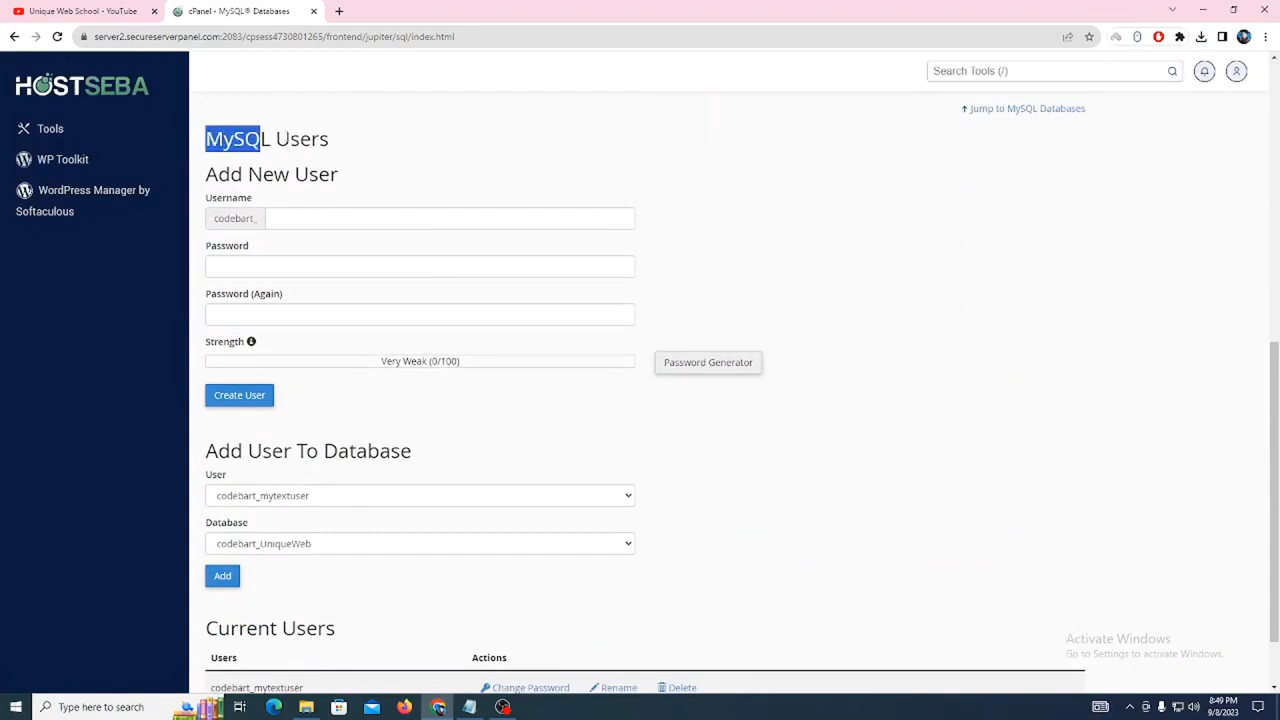 Unique Web School - YouTube
cPanel - MySQL® Databases
server2.secureserverpanel.com:2083/cpsess4730801265/frontend/jupiter/sql/index.html
HOSTSEBA
Search Tools (/)
Tools
WP Toolkit
WordPress Manager by
Softaculous
Jump to MySQL Databases
MySQL Users
Add New User
Username
codebart_
Password
Password (Again)
Strength
Very Weak (0/100)
Password Generator
Create User
Add User To Database
User
codebart_mytextuser
Database
codebart_UniqueWeb
Add
Current Users
Users Actions
codebart_mytextuser Change Password Rename Delete
Activate Windows
Go to Settings to activate Windows.
Type here to search
8:49 PM
9/8/2023